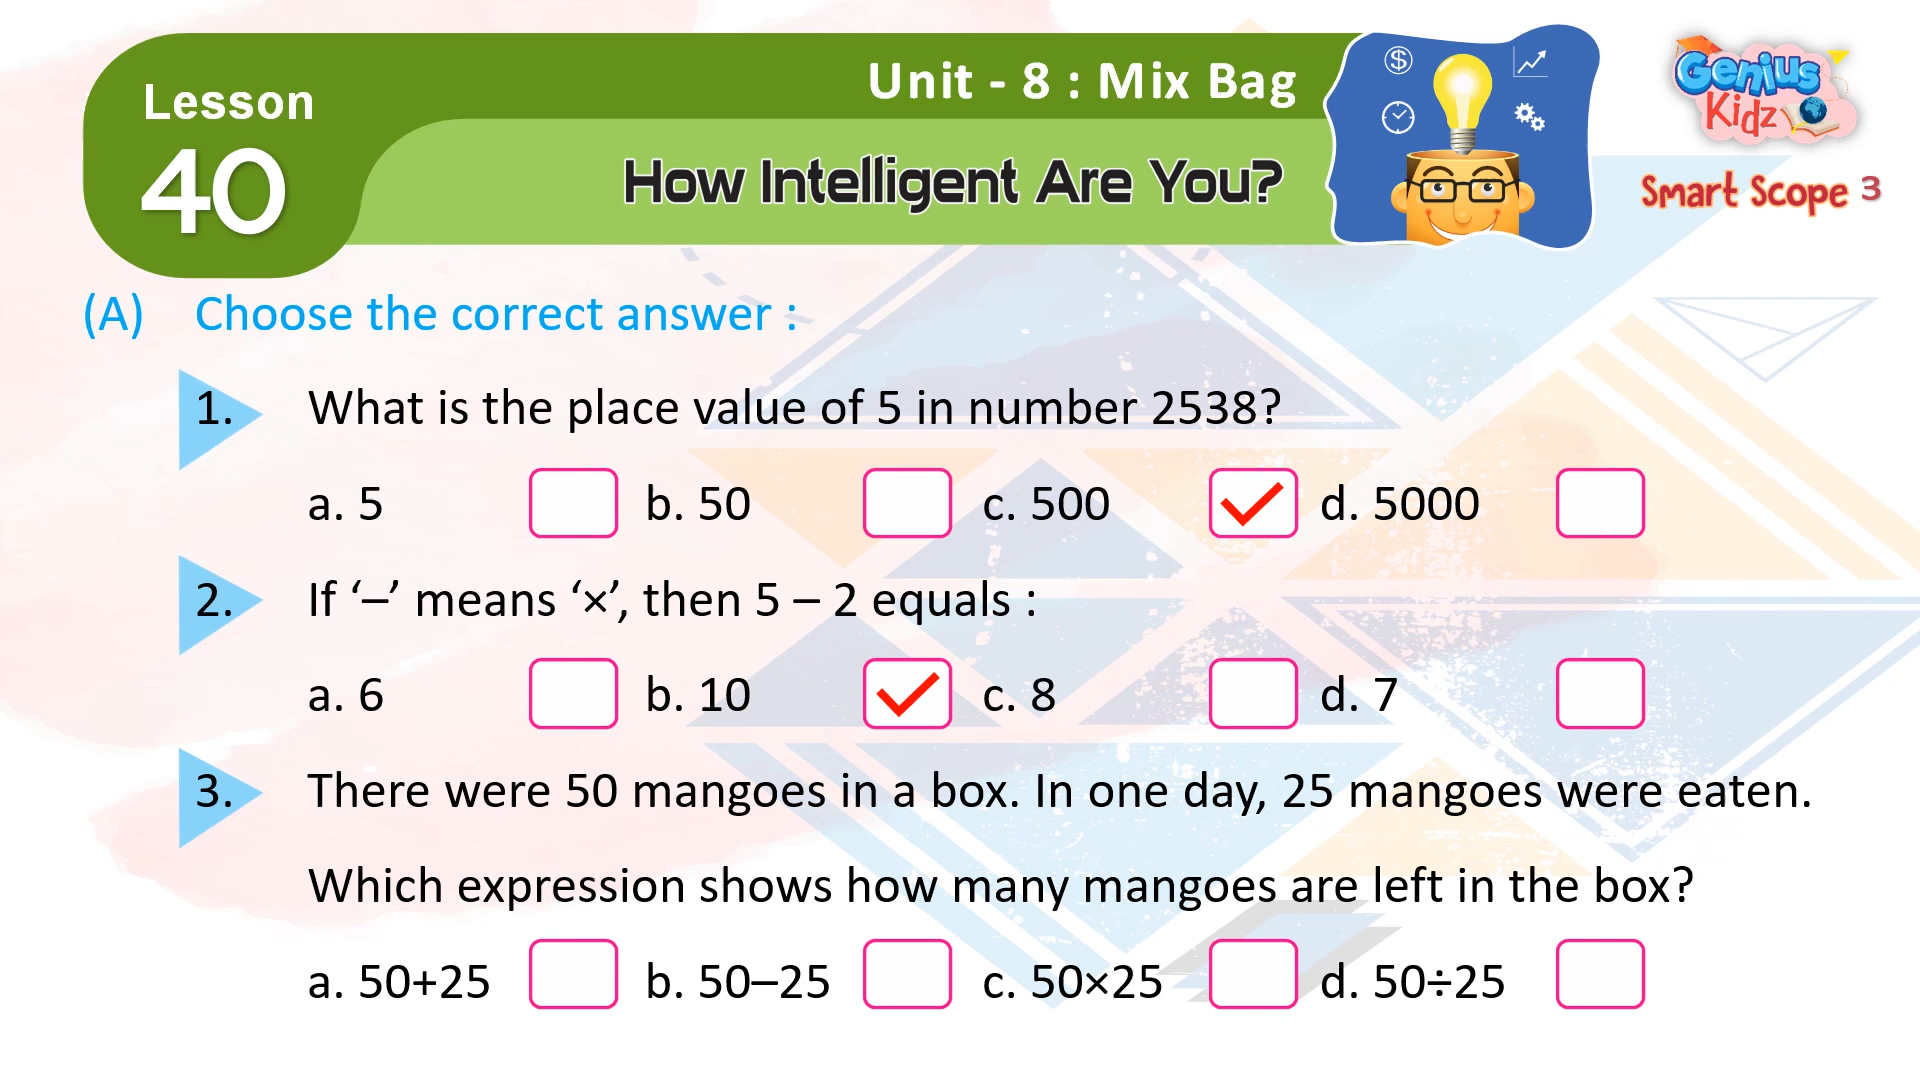 Lesson
40
Unit - 8 : Mix Bag
How Intelligent Are You?
Genius
Kidz
Smart Scope 3
(A) Choose the correct answer :
1. What is the place value of 5 in number 2538?
a. 5 b. 50 c. 500 d. 5000
2. If ‘–’ means ‘×’, then 5 – 2 equals :
a. 6 b. 10 c. 8 d. 7
3. There were 50 mangoes in a box. In one day, 25 mangoes were eaten.
Which expression shows how many mangoes are left in the box?
a. 50+25 b. 50–25 c. 50×25 d. 50÷25